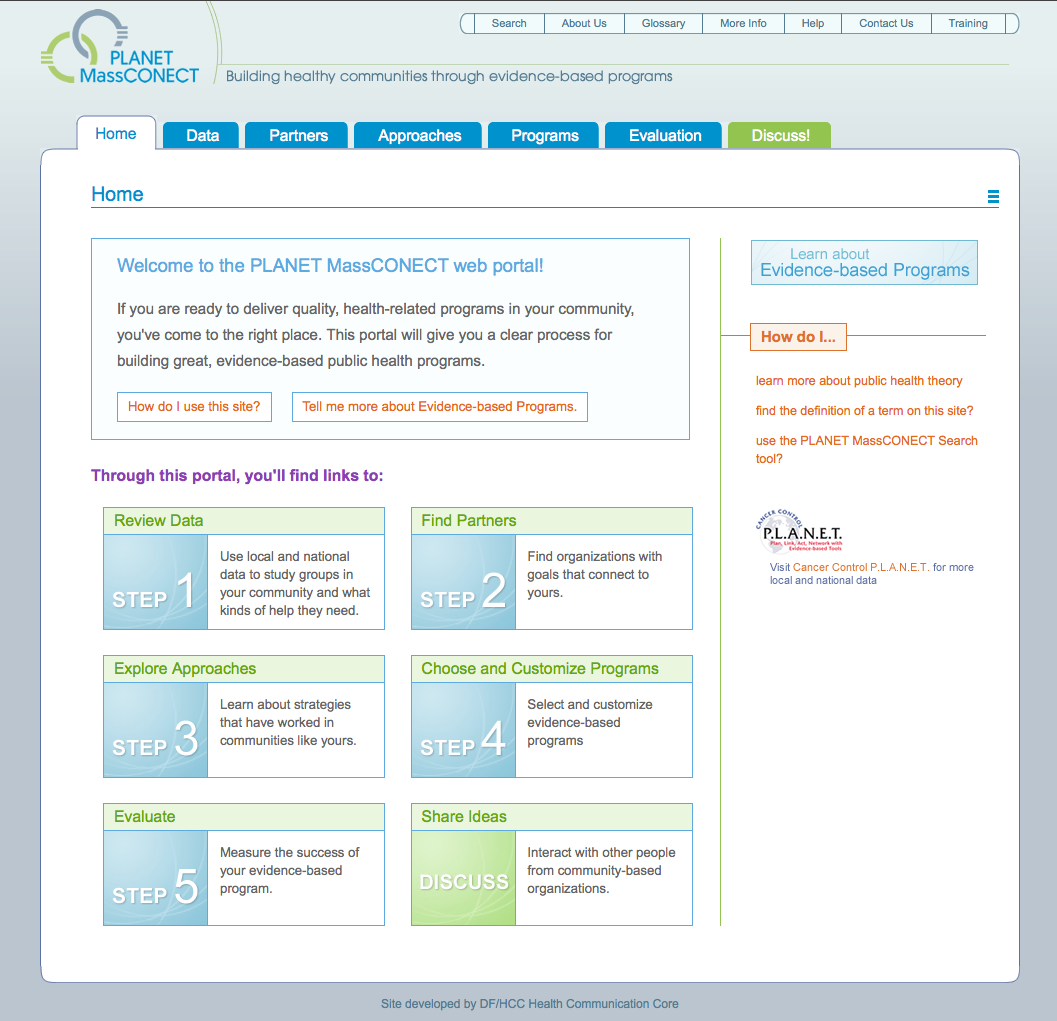 PLANET
MassCONECT
Building healthy communities through evidence-based programs
Search About Us Glossary More Info Help Contact Us Training
Home Data Partners Approaches Programs Evaluation Discuss!
Home
Welcome to the PLANET MassCONECT web portal!
If you are ready to deliver quality, health-related programs in your community,
you've come to the right place. This portal will give you a clear process for
building great, evidence-based public health programs.
How do I use this site? Tell me more about Evidence-based Programs.
Through this portal, you'll find links to:
Review Data
STEP 1
Use local and national
data to study groups in
your community and what
kinds of help they need.
Find Partners
STEP 2
Find organizations with
goals that connect to
yours.
Explore Approaches
STEP 3
Learn about strategies
that have worked in
communities like yours.
Choose and Customize Programs
STEP 4
Select and customize
evidence-based
programs
Evaluate
STEP 5
Measure the success of
your evidence-based
program.
Share Ideas
DISCUSS
Interact with other people
from community-based
organizations.
Learn about
Evidence-based Programs
How do I...
learn more about public health theory
find the definition of a term on this site?
use the PLANET MassCONECT Search
tool?
CANCER CONTROL
P.L.A.N.E.T.
Plan, Link, Act, Network with
Evidence-based Tools
Visit Cancer Control P.L.A.N.E.T. for more
local and national data
Site developed by DF/HCC Health Communication Core